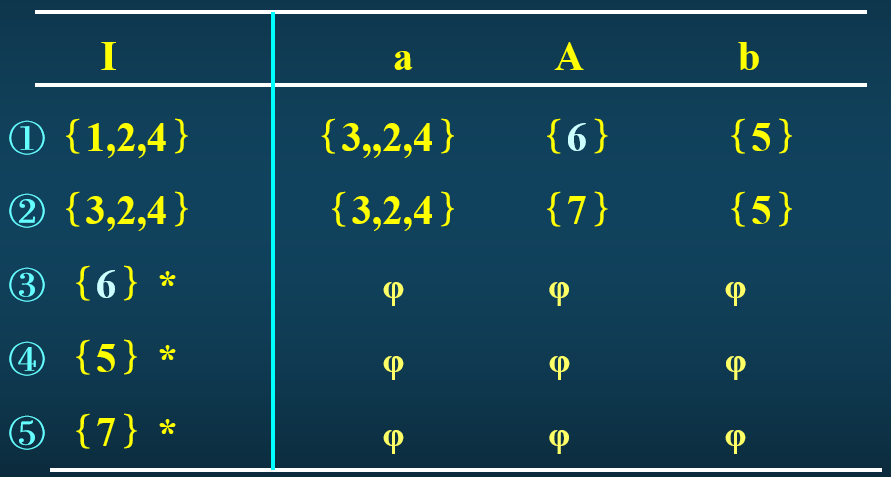 I a A b
① {1,2,4} {3,,2,4} {6} {5}
② {3,2,4} {3,2,4} {7} {5}
③ {6} * φ φ φ
④ {5} * φ φ φ
⑤ {7} * φ φ φ